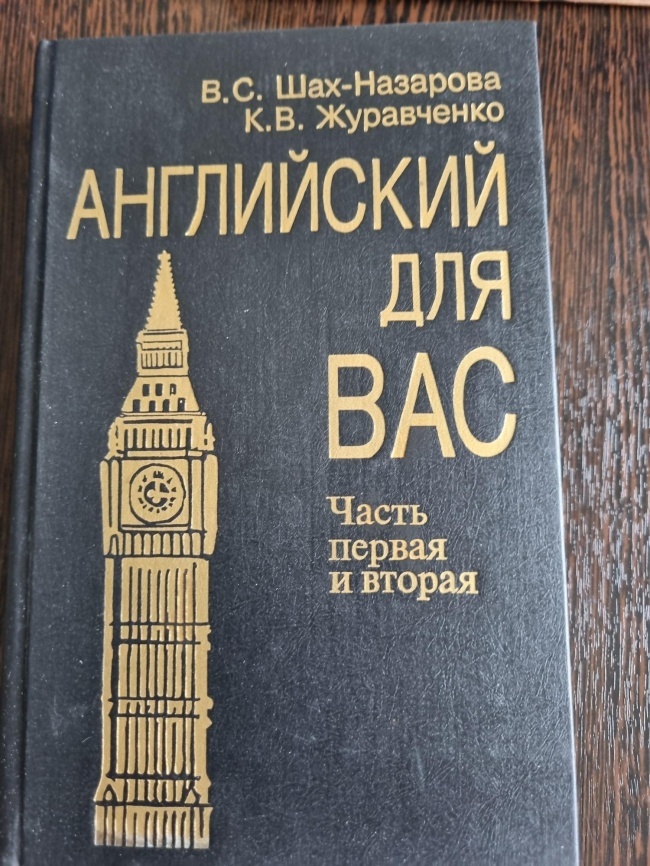 В.С. Шах-Назарова
К.В. Журавченко
АНГЛИЙСКИЙ
ДЛЯ
ВАС
Часть
первая
и вторая